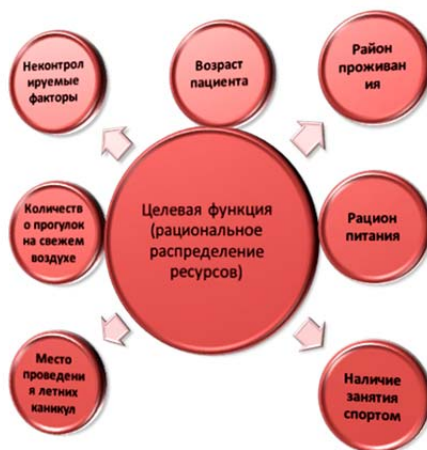 Неконтрол
ируемые
факторы
Возраст
пациента
Район
проживан
ия
Количеств
о прогулок
на свежем
воздухе
Целевая функция
(рациональное
распределение
ресурсов)
Рацион
питания
Место
проведени
я летних
каникул
Наличие
занятия
спортом